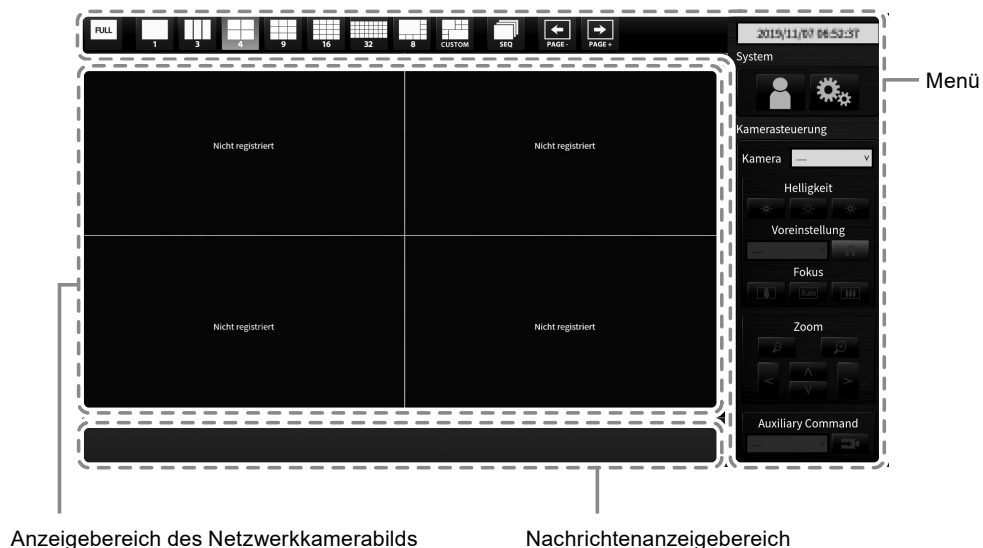 FULL
1
3
4
9
16
32
8
CUSTOM
SEQ
PAGE -
PAGE +
2019/11/07 06:52:37
System
Menü
Kamerasteuerung
Kamera — v
Helligkeit
Voreinstellung
—
Fokus
Auto
Zoom
Auxiliary Command
—
Nicht registriert
Nicht registriert
Nicht registriert
Nicht registriert
Anzeigebereich des Netzwerkkamerabilds
Nachrichtenanzeigebereich